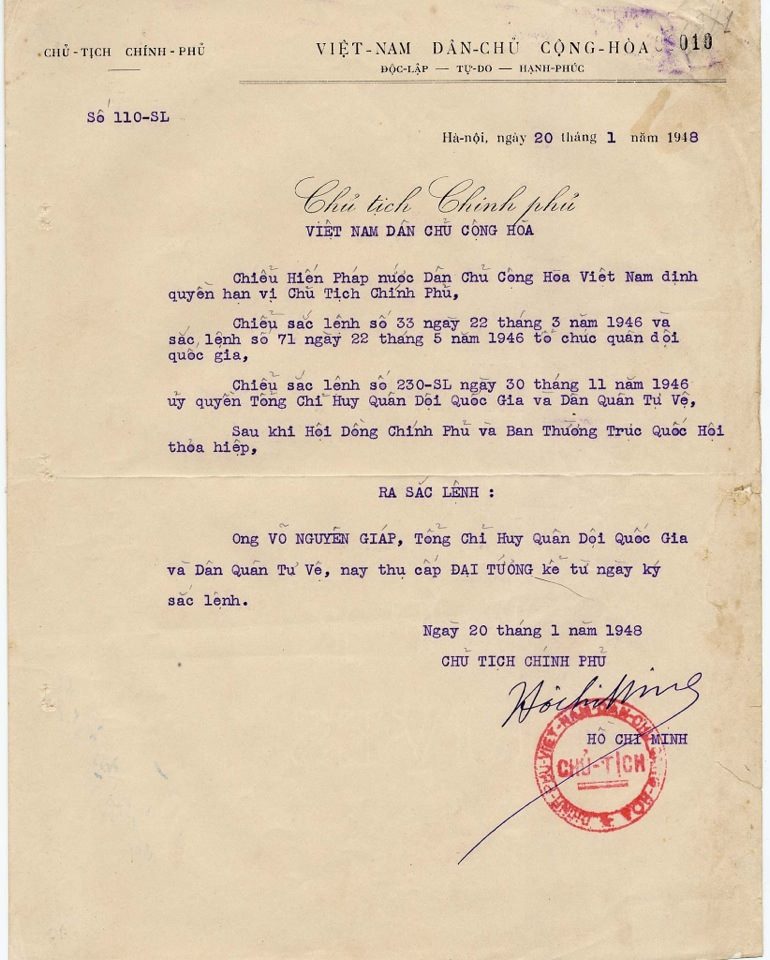 CHỦ-TỊCH CHÍNH-PHỦ
VIỆT-NAM DÂN-CHỦ CỘNG-HÒA
010
ĐỘC-LẬP — TỰ-DO — HẠNH-PHÚC
Số 110-SL
Hà-nội, ngày 20 tháng 1 năm 1948
Chủ tịch Chính phủ
VIỆT NAM DÂN CHỦ CỘNG HÒA
Chiểu Hiến Pháp nước Dân Chủ Cộng Hòa Việt Nam định
quyền hạn vị Chủ Tịch Chính Phủ,
Chiểu sắc lệnh số 33 ngày 22 tháng 3 năm 1946 và
sắc lệnh số 71 ngày 22 tháng 5 năm 1946 tổ chức quân đội
quốc gia,
Chiểu sắc lệnh số 230-SL ngày 30 tháng 11 năm 1946
ủy quyền Tổng Chỉ Huy Quân Đội Quốc Gia và Dân Quân Tự Vệ,
Sau khi Hội Đồng Chính Phủ và Ban Thường Trực Quốc Hội
thỏa hiệp,
RA SẮC LỆNH :
Ông VÕ NGUYÊN GIÁP, Tổng Chỉ Huy Quân Đội Quốc Gia
và Dân Quân Tự Vệ, nay thụ cấp ĐẠI TƯỚNG kể từ ngày ký
sắc lệnh.
Ngày 20 tháng 1 năm 1948
CHỦ TỊCH CHÍNH PHỦ
Hồ Chí Minh
HỒ CHÍ MINH
CHÍNH-PHỦ VIỆT-NAM DÂN-CHỦ CỘNG-HÒA
CHỦ-TỊCH